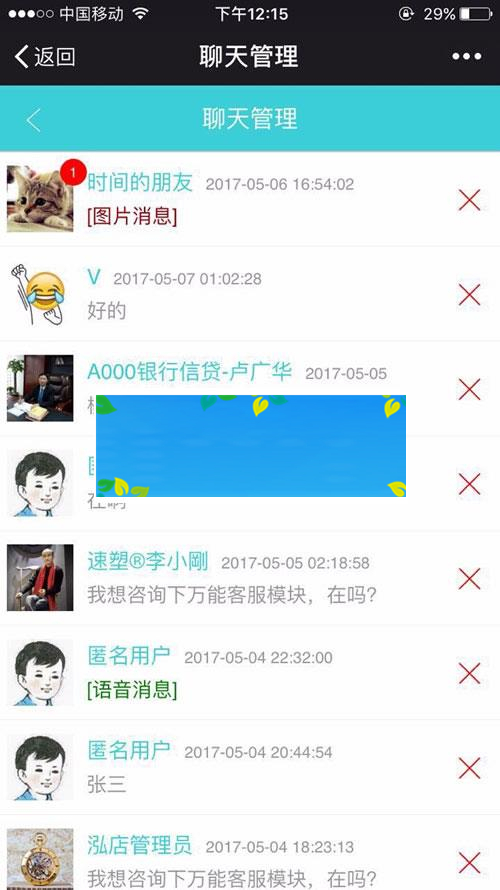 中国移动 下午12:15 29%
返回 聊天管理
聊天管理
1
时间的朋友 2017-05-06 16:54:02
[图片消息]
V 2017-05-07 01:02:28
好的
A000银行信贷-卢广华 2017-05-05
在啊
速塑®李小刚 2017-05-05 02:18:58
我想咨询下万能客服模块，在吗?
匿名用户 2017-05-04 22:32:00
[语音消息]
匿名用户 2017-05-04 20:44:54
张三
泓店管理员 2017-05-04 18:23:13
我想咨询下万能客服模块，在吗?